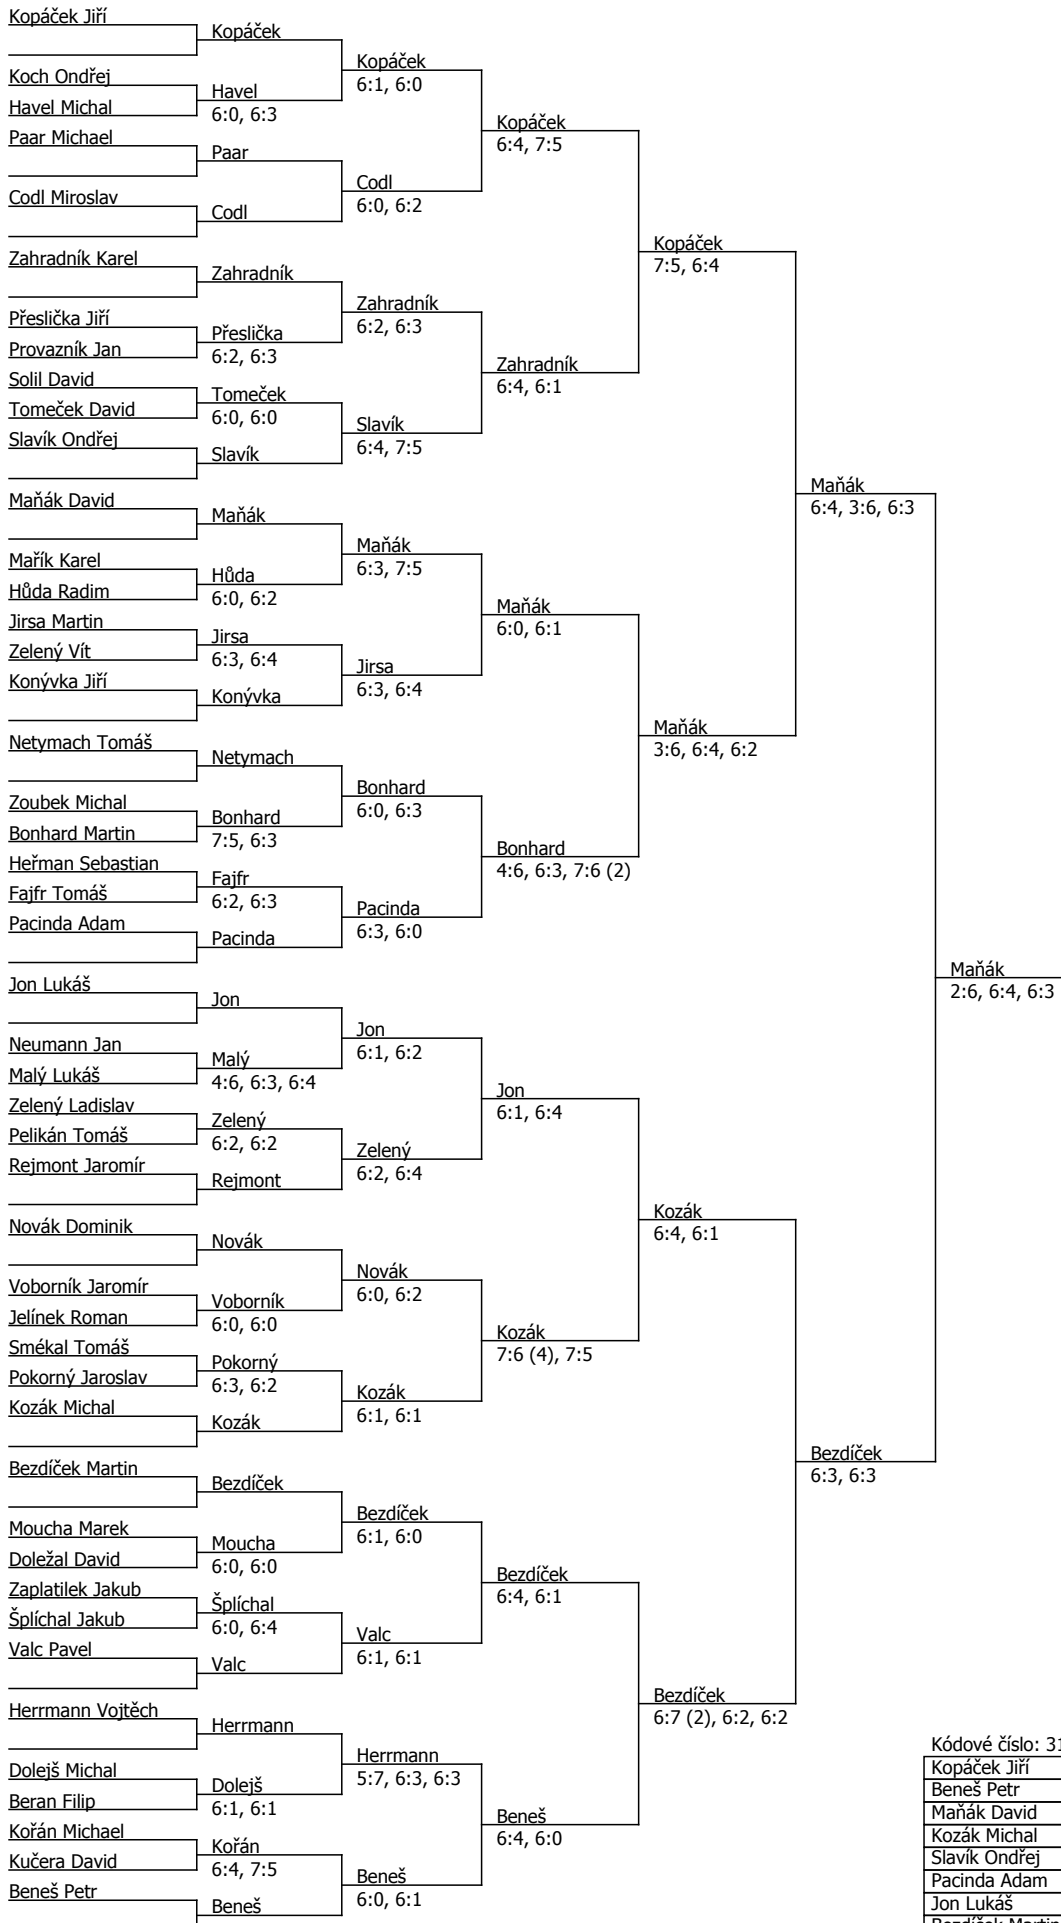 Kopáček Jiří
Kopáček
Kopáček
6:1, 6:0
Koch Ondřej
Havel
6:0, 6:3
Havel Michal
Kopáček
6:4, 7:5
Paar Michael
Paar
Codl
6:0, 6:2
Codl Miroslav
Codl
Kopáček
7:5, 6:4
Zahradník Karel
Zahradník
Zahradník
6:2, 6:3
Přeslička Jiří
Přeslička
6:2, 6:3
Provazník Jan
Zahradník
6:4, 6:1
Solil David
Tomeček
6:0, 6:0
Tomeček David
Slavík
6:4, 7:5
Slavík Ondřej
Slavík
Maňák
6:4, 3:6, 6:3
Maňák David
Maňák
Maňák
6:3, 7:5
Mařík Karel
Hůda
6:0, 6:2
Hůda Radim
Maňák
6:0, 6:1
Jirsa Martin
Jirsa
6:3, 6:4
Zelený Vít
Jirsa
6:3, 6:4
Konývka Jiří
Konývka
Maňák
3:6, 6:4, 6:2
Netymach Tomáš
Netymach
Bonhard
6:0, 6:3
Zoubek Michal
Bonhard
7:5, 6:3
Bonhard Martin
Bonhard
4:6, 6:3, 7:6 (2)
Heřman Sebastian
Fajfr
6:2, 6:3
Fajfr Tomáš
Pacinda
6:3, 6:0
Pacinda Adam
Pacinda
Maňák
2:6, 6:4, 6:3
Jon Lukáš
Jon
Jon
6:1, 6:2
Neumann Jan
Malý
4:6, 6:3, 6:4
Malý Lukáš
Jon
6:1, 6:4
Zelený Ladislav
Zelený
6:2, 6:2
Pelikán Tomáš
Zelený
6:2, 6:4
Rejmont Jaromír
Rejmont
Kozák
6:4, 6:1
Novák Dominik
Novák
Novák
6:0, 6:2
Voborník Jaromír
Voborník
6:0, 6:0
Jelínek Roman
Kozák
7:6 (4), 7:5
Smékal Tomáš
Pokorný
6:3, 6:2
Pokorný Jaroslav
Kozák
6:1, 6:1
Kozák Michal
Kozák
Bezdíček
6:3, 6:3
Bezdíček Martin
Bezdíček
Bezdíček
6:1, 6:0
Moucha Marek
Moucha
6:0, 6:0
Doležal David
Bezdíček
6:4, 6:1
Zaplatilek Jakub
Šplíchal
6:0, 6:4
Šplíchal Jakub
Valc
6:1, 6:1
Valc Pavel
Valc
Bezdíček
6:7 (2), 6:2, 6:2
Herrmann Vojtěch
Herrmann
Herrmann
5:7, 6:3, 6:3
Dolejš Michal
Dolejš
6:1, 6:1
Beran Filip
Beneš
6:4, 6:0
Kořán Michael
Kořán
6:4, 7:5
Kučera David
Beneš
6:0, 6:1
Beneš Petr
Beneš
Kódové číslo: 31
Kopáček Jiří
Beneš Petr
Maňák David
Kozák Michal
Slavík Ondřej
Pacinda Adam
Jon Lukáš
Bezdíček Martin